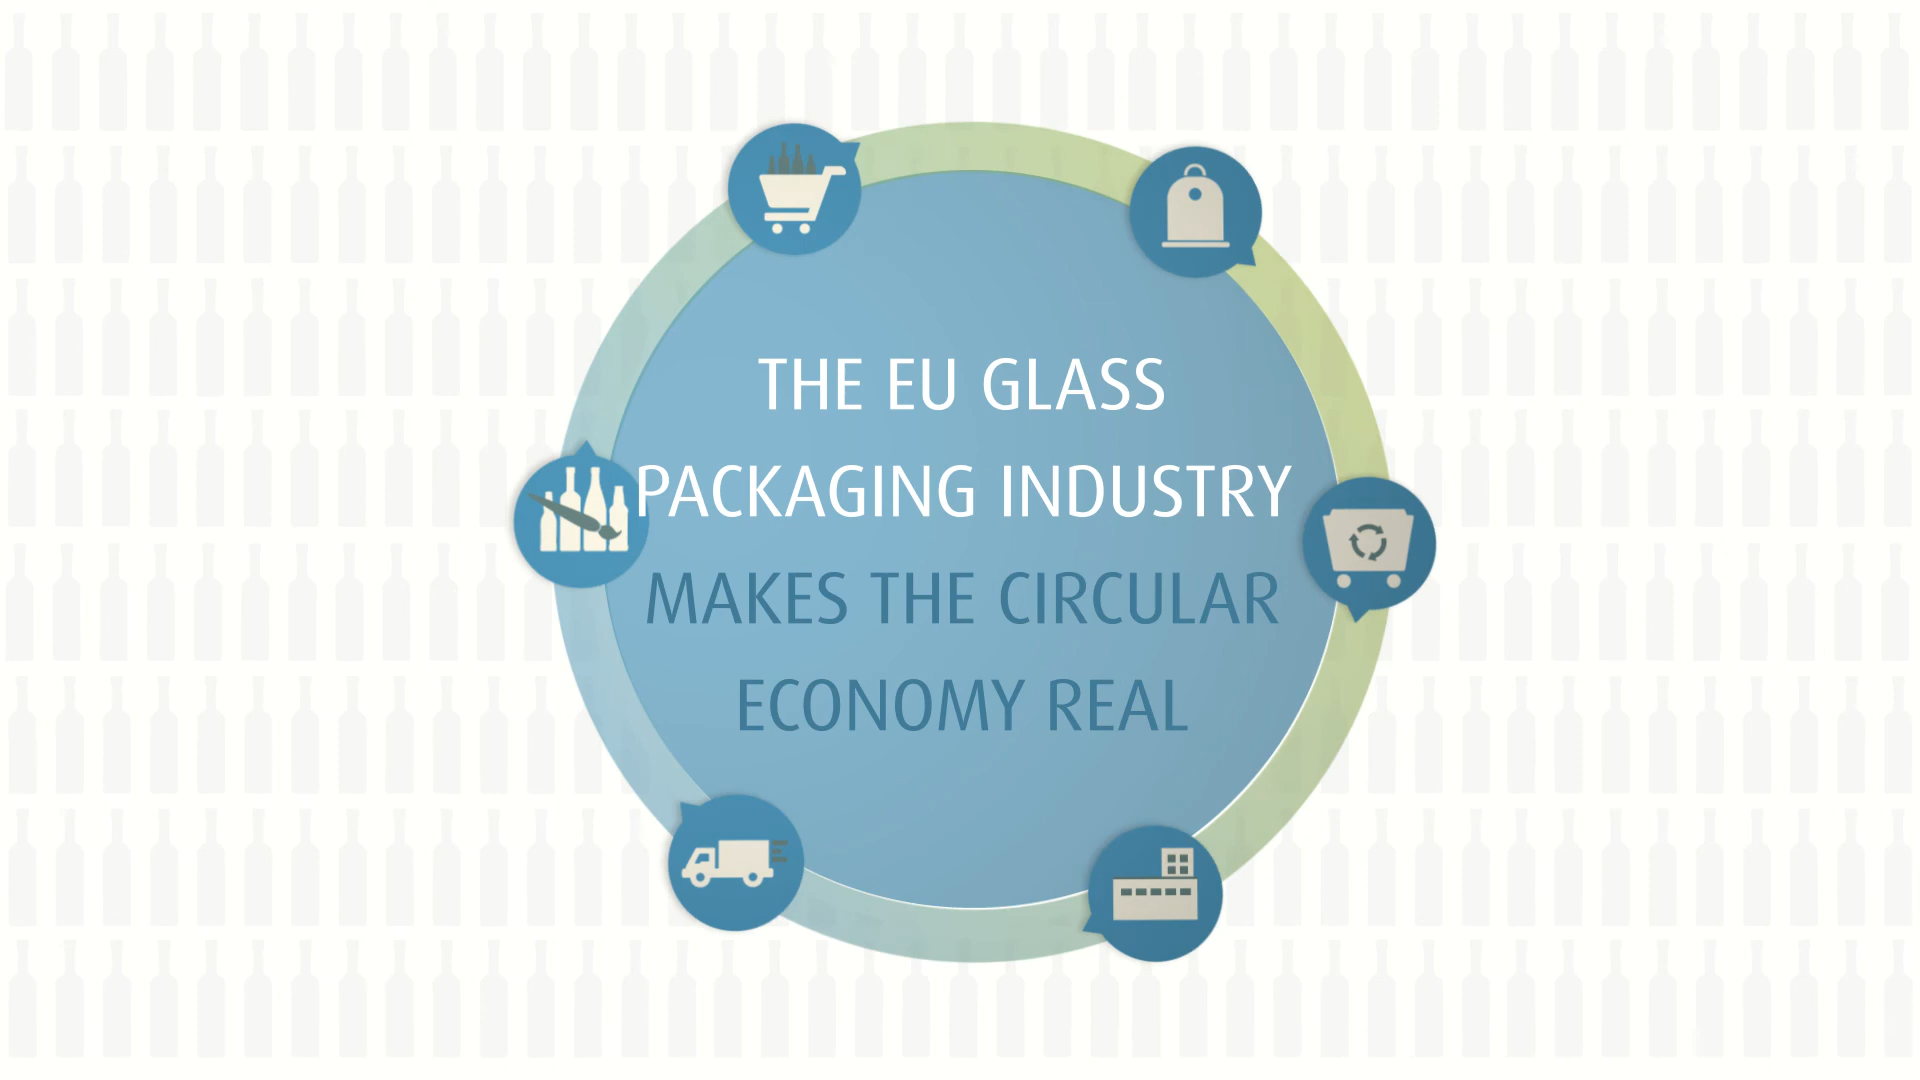 THE EU GLASS
PACKAGING INDUSTRY
MAKES THE CIRCULAR
ECONOMY REAL